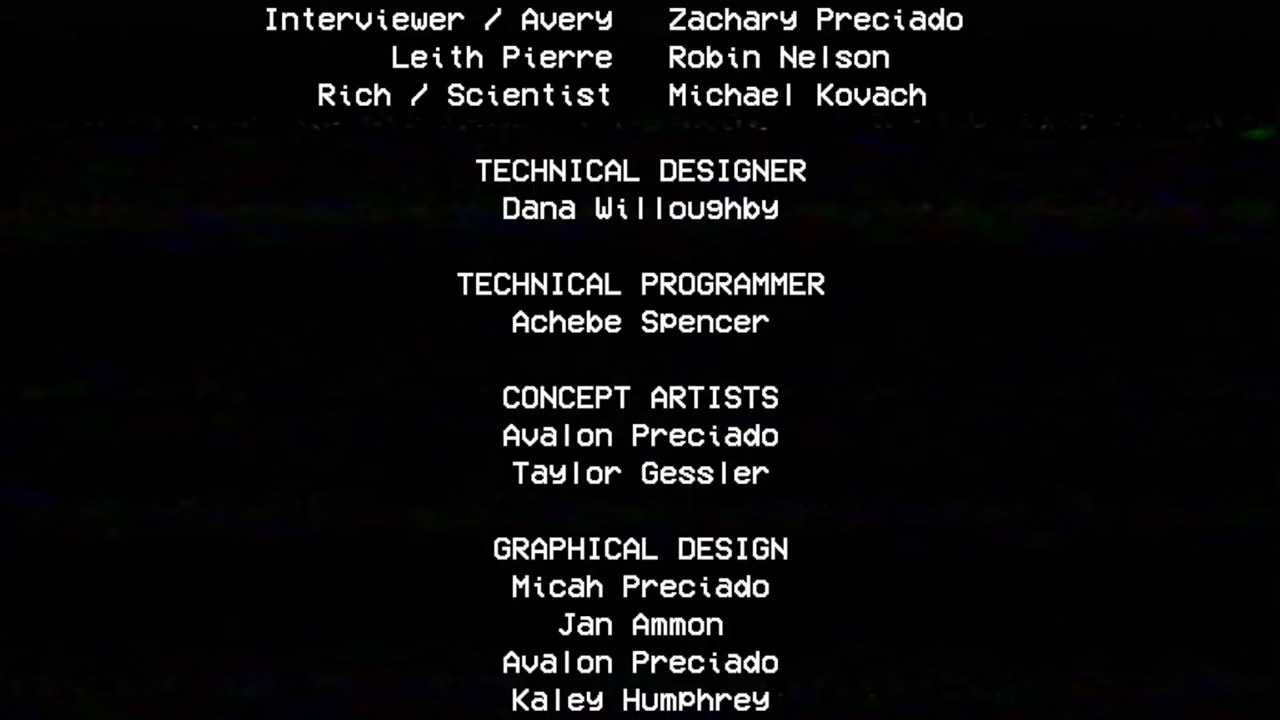 Interviewer / Avery Zachary Preciado
Leith Pierre Robin Nelson
Rich / Scientist Michael Kovach
TECHNICAL DESIGNER
Dana Willoughby
TECHNICAL PROGRAMMER
Achebe Spencer
CONCEPT ARTISTS
Avalon Preciado
Taylor Gessler
GRAPHICAL DESIGN
Micah Preciado
Jan Ammon
Avalon Preciado
Kaley Humphrey